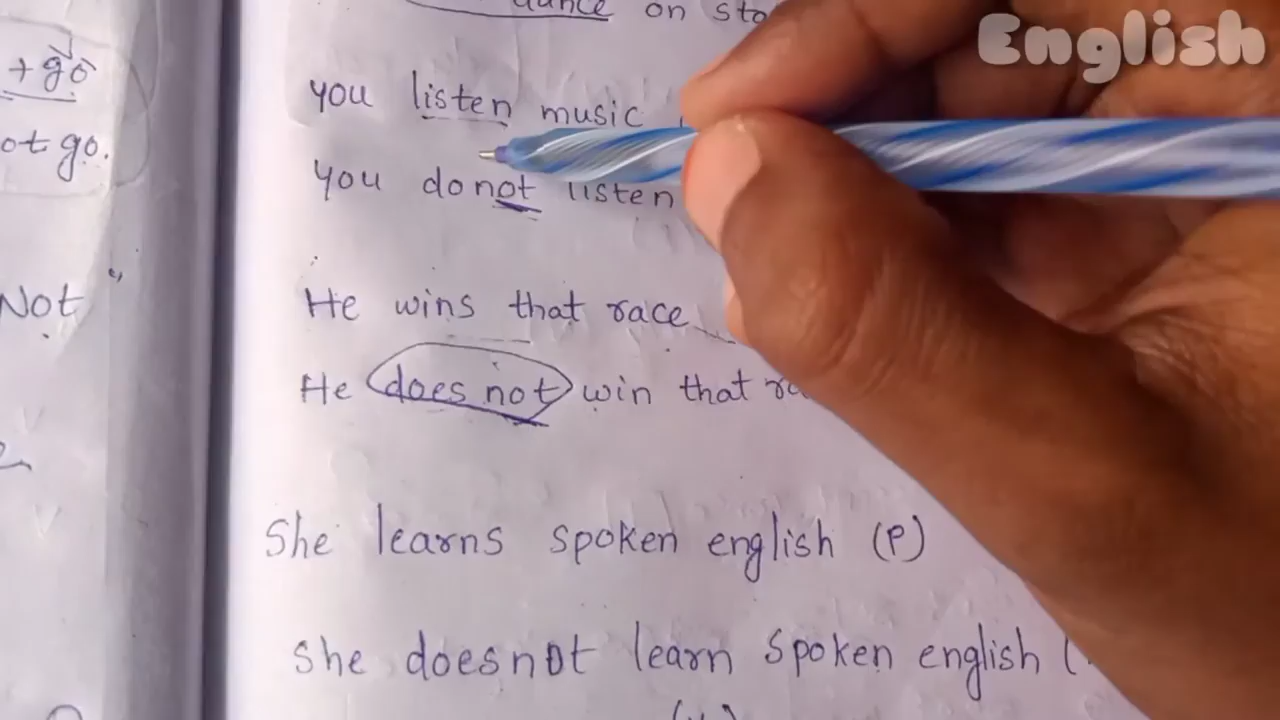 English
dance on
+ go
you listen music
ot go.
you donot listen
Not "
He wins that race
He does not win that
She learns spoken english (P)
she doesnot learn spoken english (